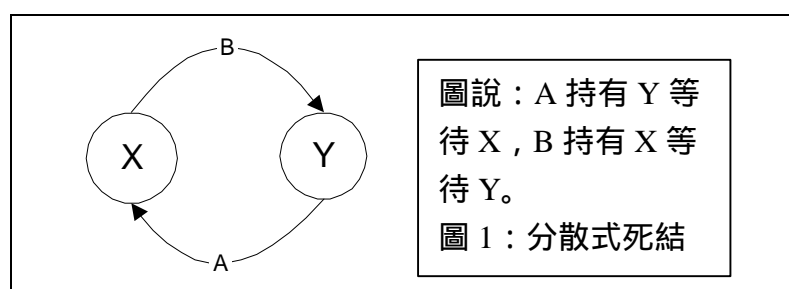 B
X
Y
A
圖說：A 持有 Y 等
待 X，B 持有 X 等
待 Y。
圖 1：分散式死結